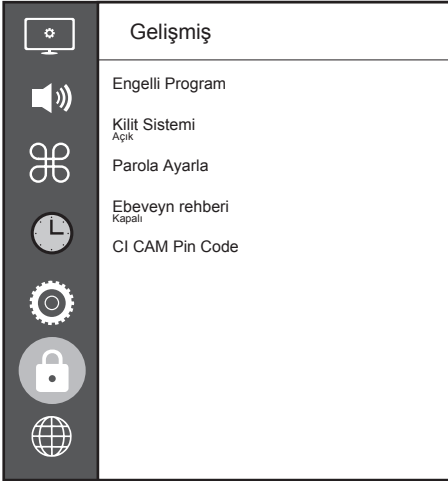 Gelişmiş
Engelli Program
Kilit Sistemi
Açık
Parola Ayarla
Ebeveyn rehberi
Kapalı
CI CAM Pin Code